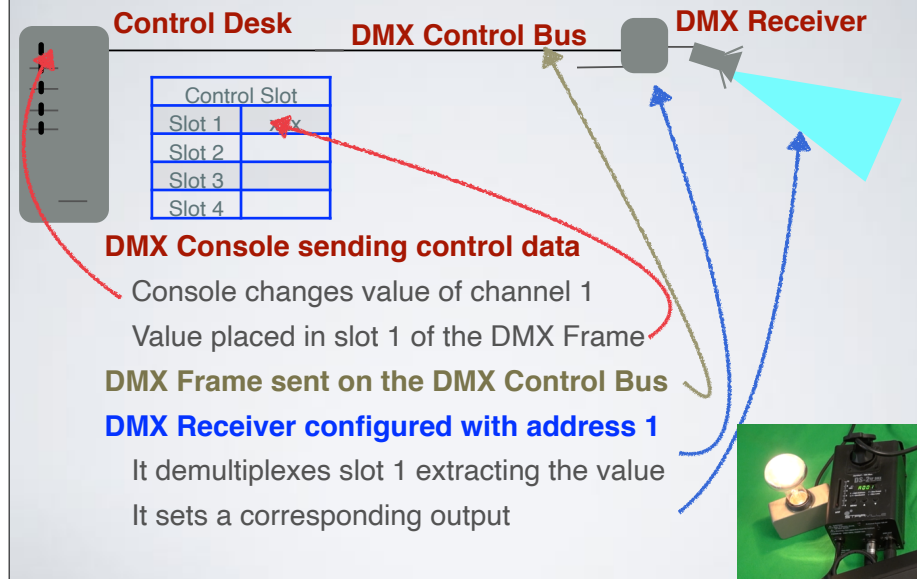 Control Desk
DMX Control Bus
DMX Receiver
Control Slot
Slot 1
Slot 2
Slot 3
Slot 4
DMX Console sending control data
Console changes value of channel 1
Value placed in slot 1 of the DMX Frame
DMX Frame sent on the DMX Control Bus
DMX Receiver configured with address 1
It demultiplexes slot 1 extracting the value
It sets a corresponding output